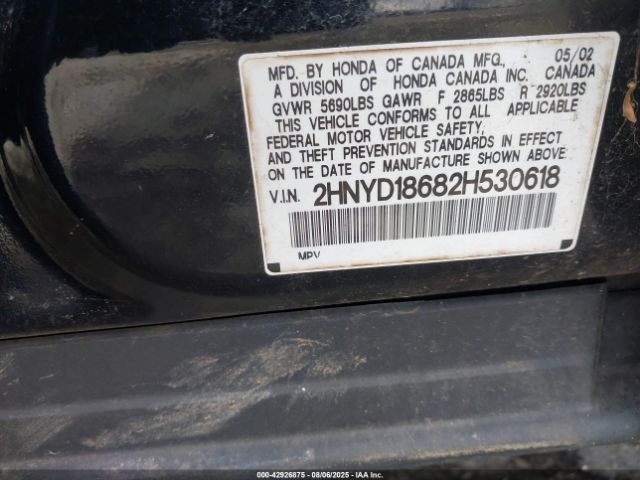 MFD. BY HONDA OF CANADA MFG., 05/02
A DIVISION OF HONDA CANADA INC. CANADA
GVWR 5690LBS GAWR F 2865LBS R 2920LBS
THIS VEHICLE CONFORMS TO ALL APPLICABLE
FEDERAL MOTOR VEHICLE SAFETY,
AND THEFT PREVENTION STANDARDS IN EFFECT
ON THE DATE OF MANUFACTURE SHOWN ABOVE
V.I.N. 2HNYD18682H530618
MPV
000-42926875 - 08/06/2025 - IAA Inc.